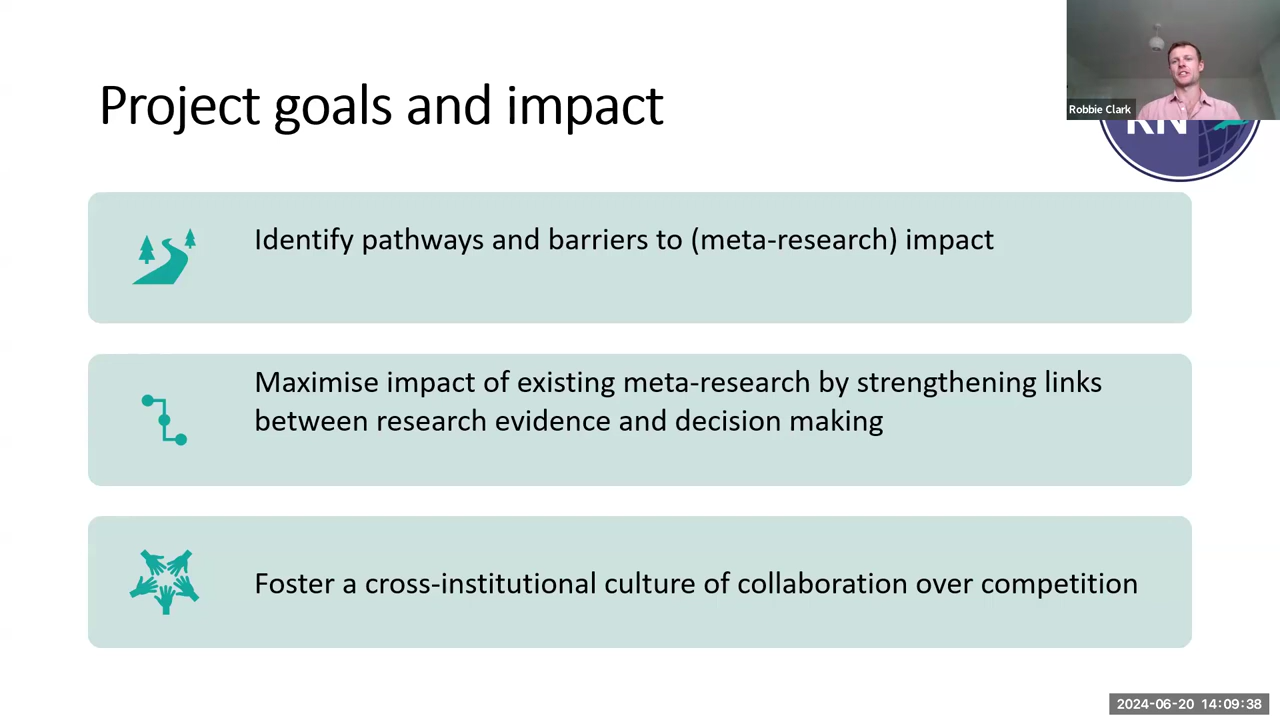 Project goals and impact
Robbie Clark
RN
Identify pathways and barriers to (meta-research) impact
Maximise impact of existing meta-research by strengthening links
between research evidence and decision making
Foster a cross-institutional culture of collaboration over competition
2024-06-20 14:09:38